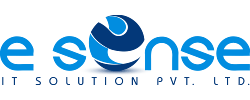 e sense
IT SOLUTION PVT. LTD.